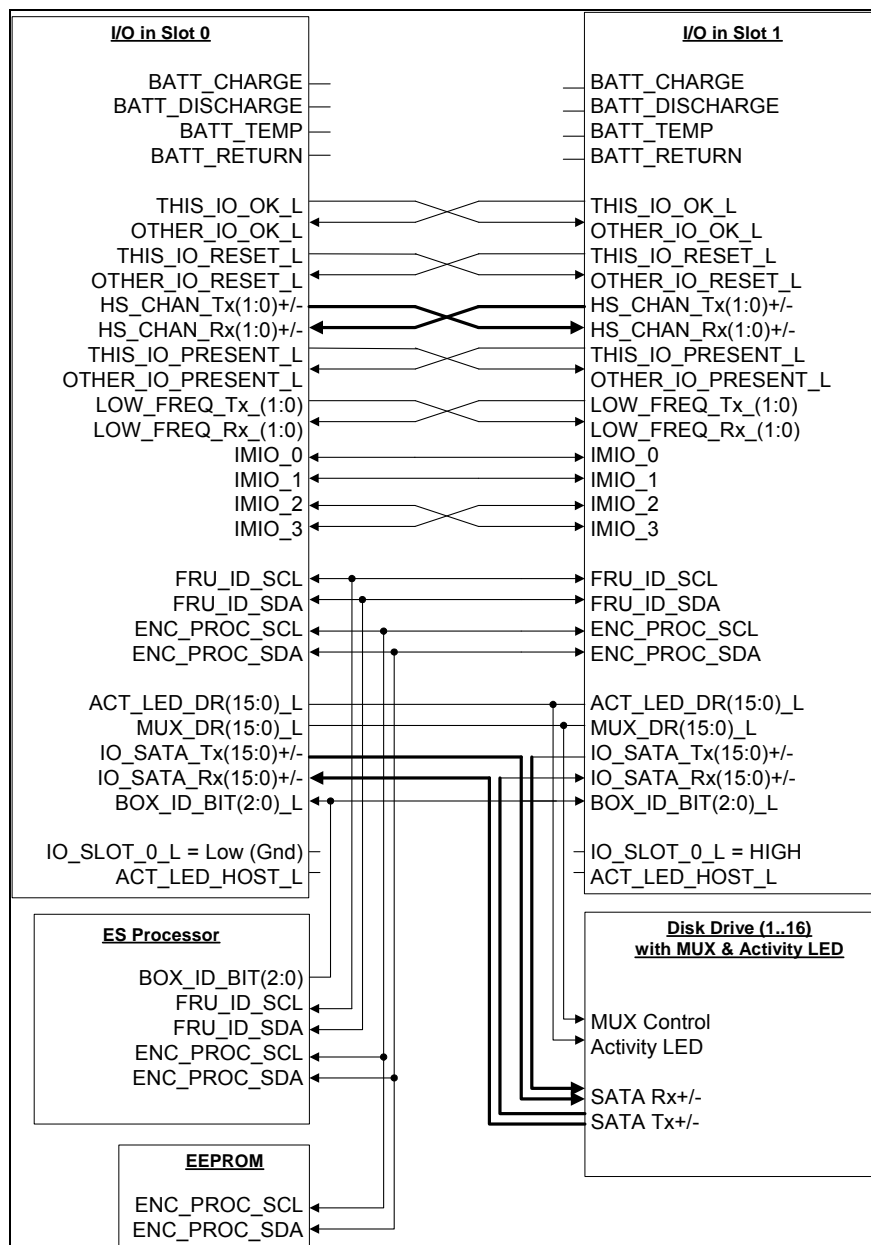 I/O in Slot 0
BATT_CHARGE
BATT_DISCHARGE
BATT_TEMP
BATT_RETURN
THIS_IO_OK_L
OTHER_IO_OK_L
THIS_IO_RESET_L
OTHER_IO_RESET_L
HS_CHAN_Tx(1:0)+/-
HS_CHAN_Rx(1:0)+/-
THIS_IO_PRESENT_L
OTHER_IO_PRESENT_L
LOW_FREQ_Tx_(1:0)
LOW_FREQ_Rx_(1:0)
IMIO_0
IMIO_1
IMIO_2
IMIO_3
FRU_ID_SCL
FRU_ID_SDA
ENC_PROC_SCL
ENC_PROC_SDA
ACT_LED_DR(15:0)_L
MUX_DR(15:0)_L
IO_SATA_Tx(15:0)+/-
IO_SATA_Rx(15:0)+/-
BOX_ID_BIT(2:0)_L
IO_SLOT_0_L = Low (Gnd)
ACT_LED_HOST_L
I/O in Slot 1
BATT_CHARGE
BATT_DISCHARGE
BATT_TEMP
BATT_RETURN
THIS_IO_OK_L
OTHER_IO_OK_L
THIS_IO_RESET_L
OTHER_IO_RESET_L
HS_CHAN_Tx(1:0)+/-
HS_CHAN_Rx(1:0)+/-
THIS_IO_PRESENT_L
OTHER_IO_PRESENT_L
LOW_FREQ_Tx_(1:0)
LOW_FREQ_Rx_(1:0)
IMIO_0
IMIO_1
IMIO_2
IMIO_3
FRU_ID_SCL
FRU_ID_SDA
ENC_PROC_SCL
ENC_PROC_SDA
ACT_LED_DR(15:0)_L
MUX_DR(15:0)_L
IO_SATA_Tx(15:0)+/-
IO_SATA_Rx(15:0)+/-
BOX_ID_BIT(2:0)_L
IO_SLOT_0_L = HIGH
ACT_LED_HOST_L
ES Processor
BOX_ID_BIT(2:0)
FRU_ID_SCL
FRU_ID_SDA
ENC_PROC_SCL
ENC_PROC_SDA
Disk Drive (1..16)
with MUX & Activity LED
MUX Control
Activity LED
SATA Rx+/-
SATA Tx+/-
EEPROM
ENC_PROC_SCL
ENC_PROC_SDA